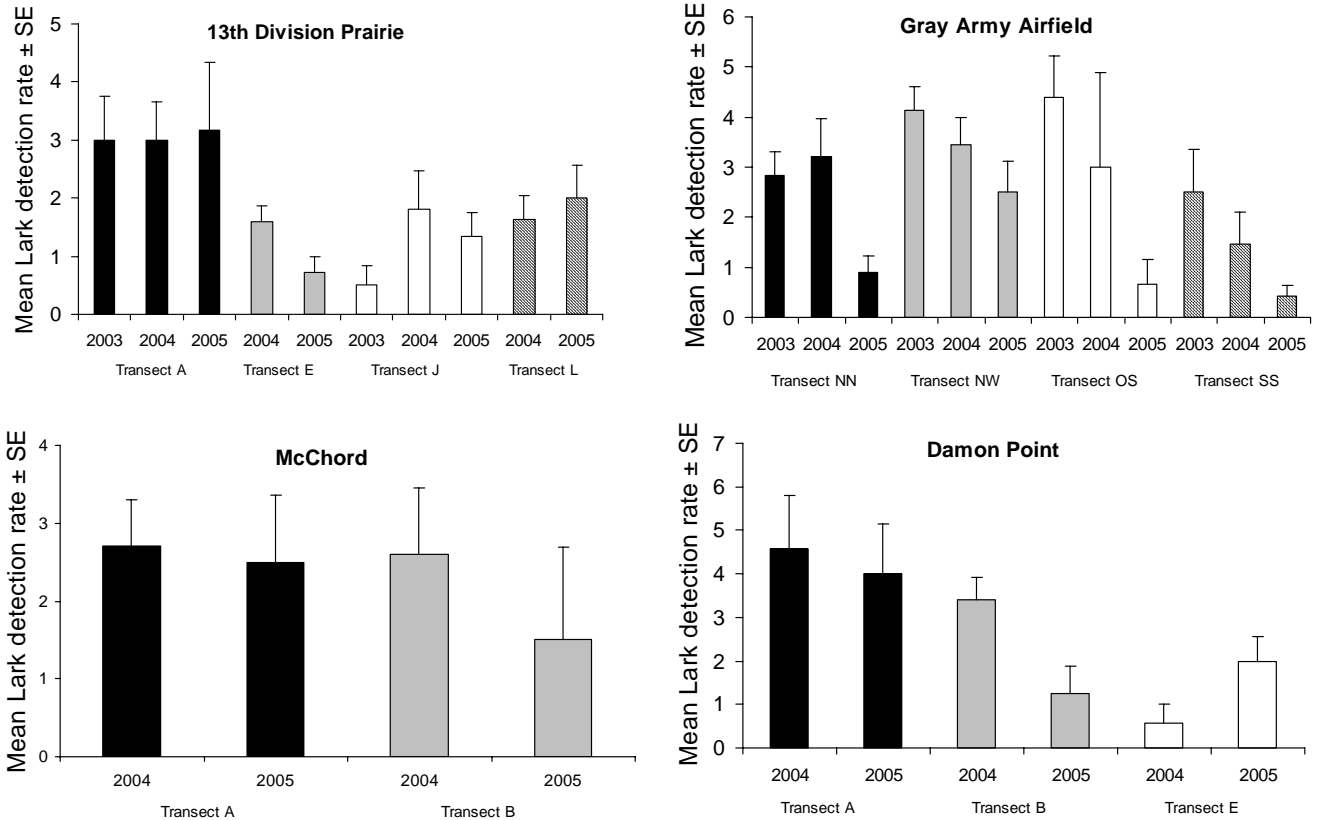 13th Division Prairie
Mean Lark detection rate ± SE
5
4
3
2
1
0
2003 2004 2005 2004 2005 2003 2004 2005 2004 2005
Transect A Transect E Transect J Transect L
Gray Army Airfield
Mean Lark detection rate ± SE
6
5
4
3
2
1
0
2003 2004 2005 2003 2004 2005 2003 2004 2005 2003 2004 2005
Transect NN Transect NW Transect OS Transect SS
McChord
Mean Lark detection rate ± SE
4
3
2
1
0
2004 2005 2004 2005
Transect A Transect B
Damon Point
Mean Lark detection rate ± SE
7
6
5
4
3
2
1
0
2004 2005 2004 2005 2004 2005
Transect A Transect B Transect E